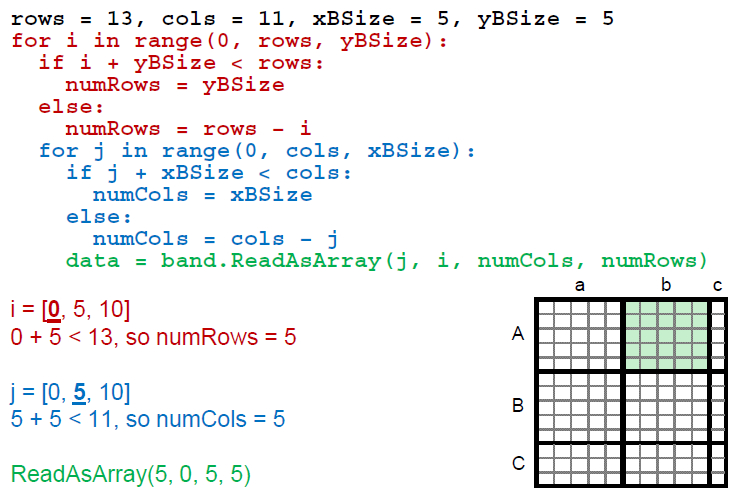 rows = 13, cols = 11, xBSize = 5, yBSize = 5
for i in range(0, rows, yBSize):
  if i + yBSize < rows:
    numRows = yBSize
  else:
    numRows = rows - i
  for j in range(0, cols, xBSize):
    if j + xBSize < cols:
      numCols = xBSize
    else:
      numCols = cols - j
    data = band.ReadAsArray(j, i, numCols, numRows)
a b c
i = [0, 5, 10]
A
0 + 5 < 13, so numRows = 5
j = [0, 5, 10]
B
5 + 5 < 11, so numCols = 5
C
ReadAsArray(5, 0, 5, 5)